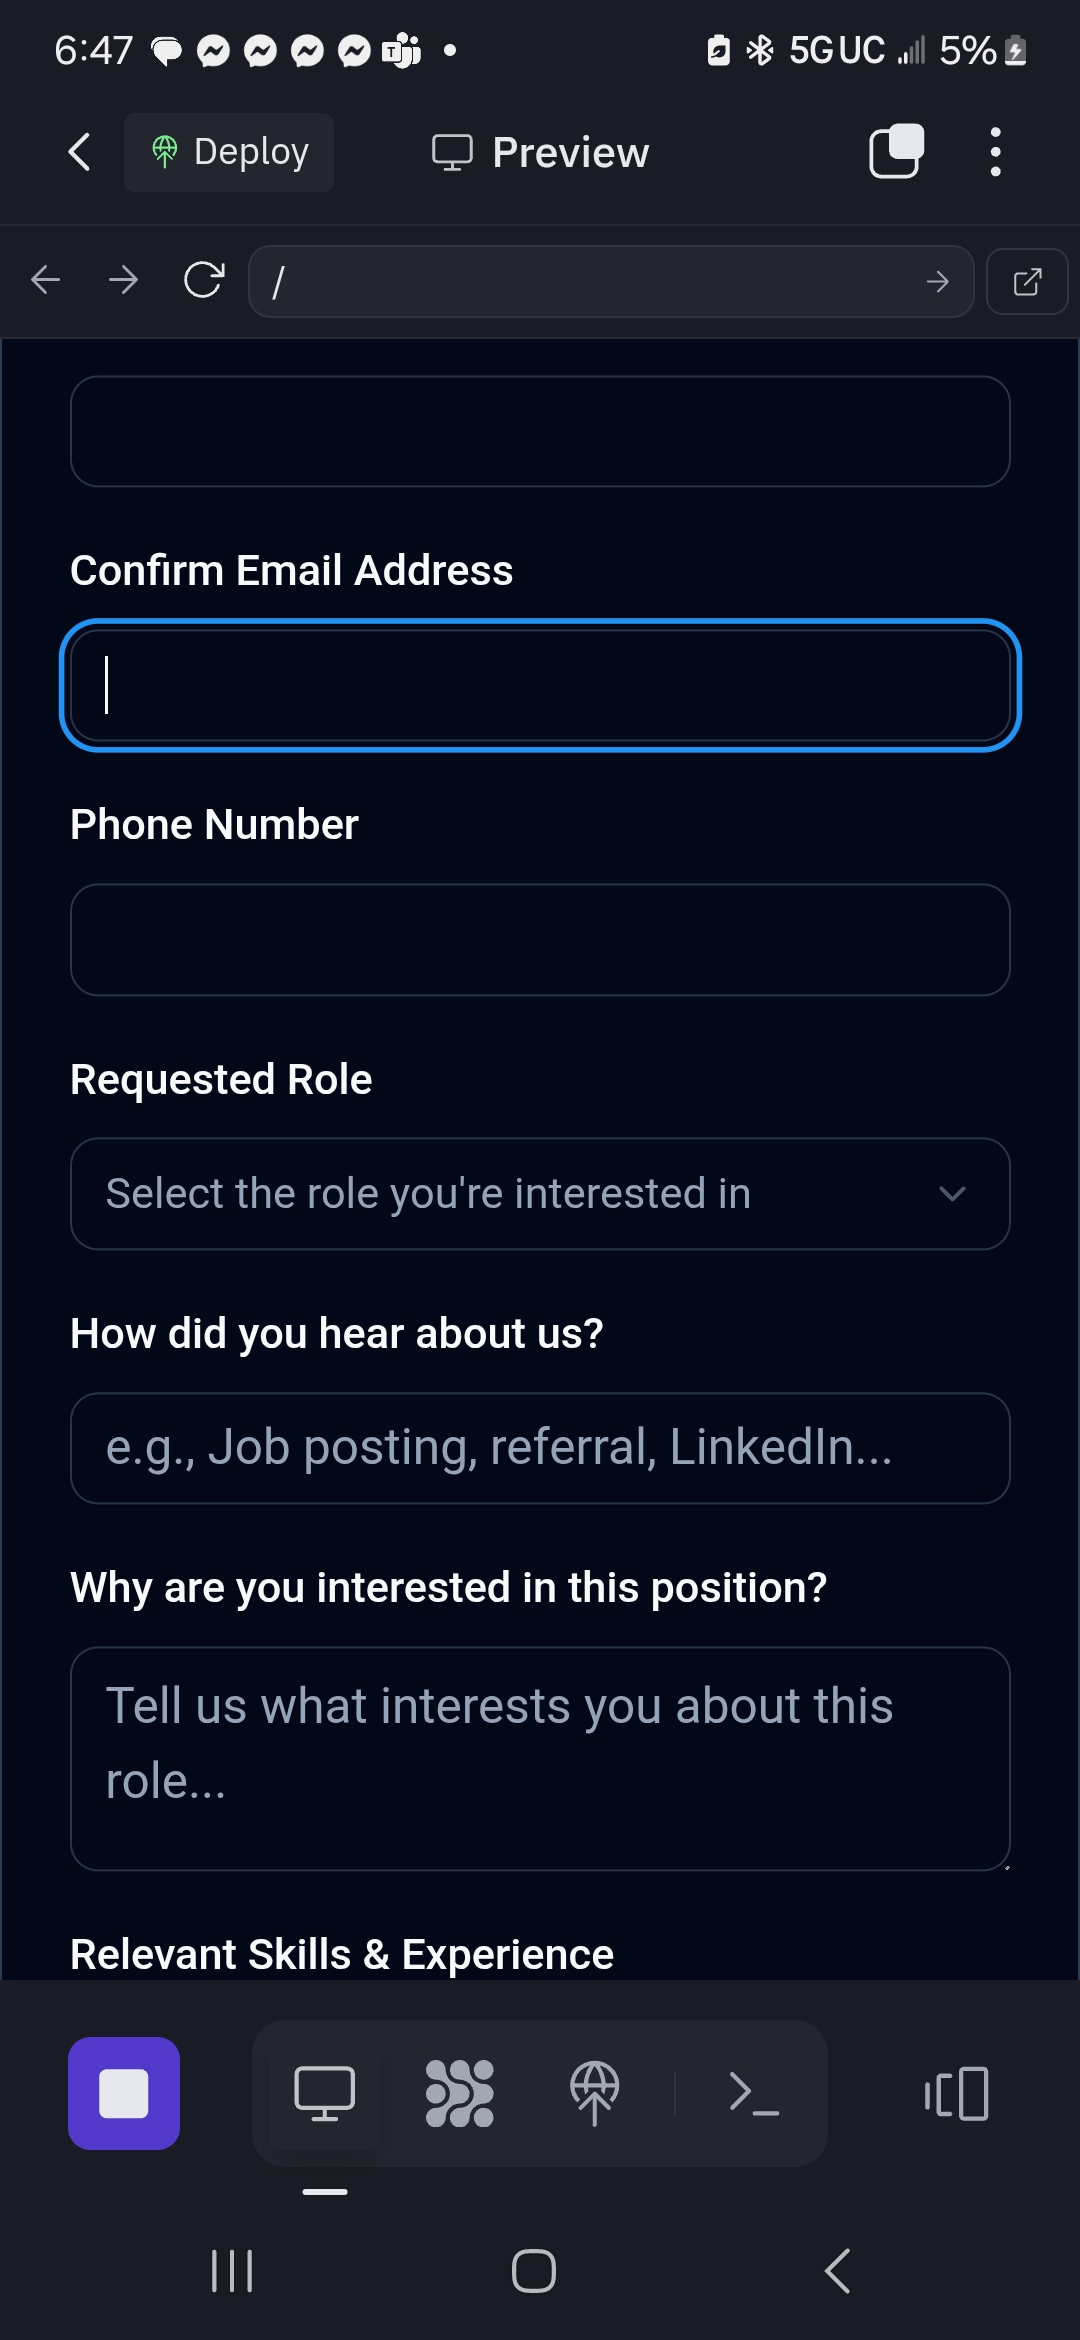 6:47
5G UC 5%
Deploy
Preview
/
Confirm Email Address
Phone Number
Requested Role
Select the role you're interested in
How did you hear about us?
e.g., Job posting, referral, LinkedIn...
Why are you interested in this position?
Tell us what interests you about this
role...
Relevant Skills & Experience